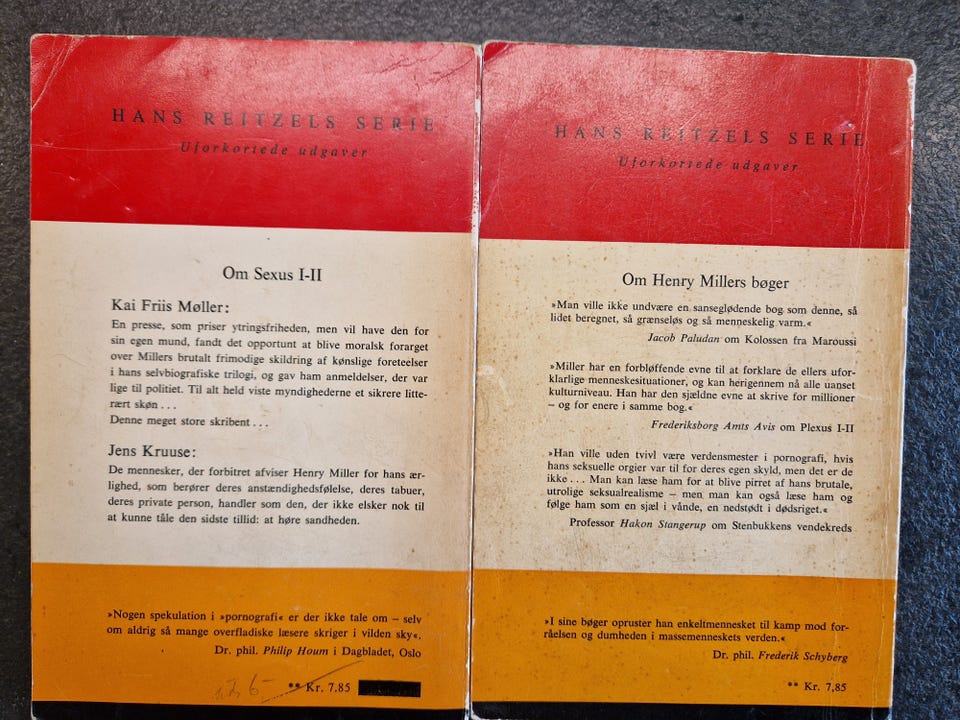 HANS REITZELS SERIE
Uforkortede udgaver
Om Sexus I-II
Kai Friis Møller:
En presse, som priser ytringsfriheden, men vil have den for
sin egen mund, fandt det opportunt at blive moralsk forarget
over Millers brutalt frimodige skildring af kønslige foreteelser
i hans selvbiografiske trilogi, og gav ham anmeldelser, der var
lige til politiet. Til alt held viste myndighederne et sikrere litte-
rært skøn ...
Denne meget store skribent ...
Jens Kruuse:
De mennesker, der forbitret afviser Henry Miller for hans ær-
lighed, som berører deres anstændighedsfølelse, deres tabuer,
deres private person, handler som den, der ikke elsker nok til
at kunne tåle den sidste tillid: at høre sandheden.
»Nogen spekulation i »pornografi« er der ikke tale om – selv
om aldrig så mange overfladiske læsere skriger i vilden sky«.
Dr. phil. Philip Houm i Dagbladet, Oslo
6-
** Kr. 7,85
HANS REITZELS SERIE
Uforkortede udgaver
Om Henry Millers bøger
»Man ville ikke undvære en sanseglødende bog som denne, så
lidet beregnet, så grænseløs og så menneskelig varm.«
Jacob Paludan om Kolossen fra Maroussi
»Miller har en forbløffende evne til at forklare de ellers ufor-
klarlige menneskesituationer, og kan herigennem nå alle uanset
kulturniveau. Han har den sjældne evne at skrive for millioner
– og for enere i samme bog.«
Frederiksborg Amts Avis om Plexus I-II
»Han ville uden tvivl være verdensmester i pornografi, hvis
hans seksuelle orgier var til for deres egen skyld, men det er de
ikke ... Man kan læse ham for at blive pirret af hans brutale,
utrolige seksualrealisme – men man kan også læse ham og
følge ham som en sjæl i vånde, en nedstødt i dødsriget.«
Professor Hakon Stangerup om Stenbukkens vendekreds
»I sine bøger opruster han enkeltmennesket til kamp mod for-
råelsen og dumheden i massemenneskets verden.«
Dr. phil. Frederik Schyberg
** Kr. 7,85